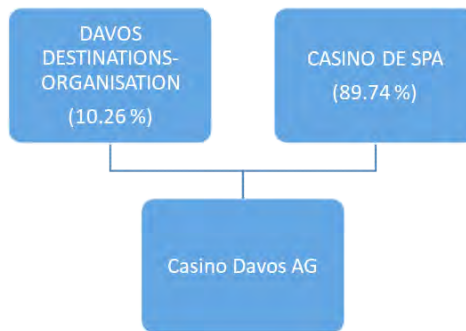 DAVOS
DESTINATIONS-
ORGANISATION
(10.26 %)
CASINO DE SPA
(89.74 %)
Casino Davos AG